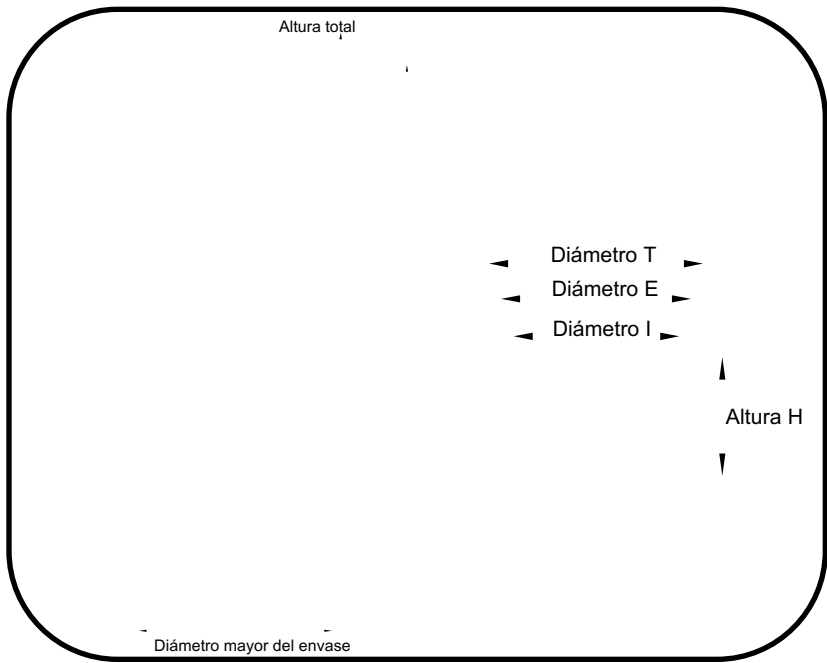 Altura total
Diámetro T
Diámetro E
Diámetro I
Altura H
Diámetro mayor del envase